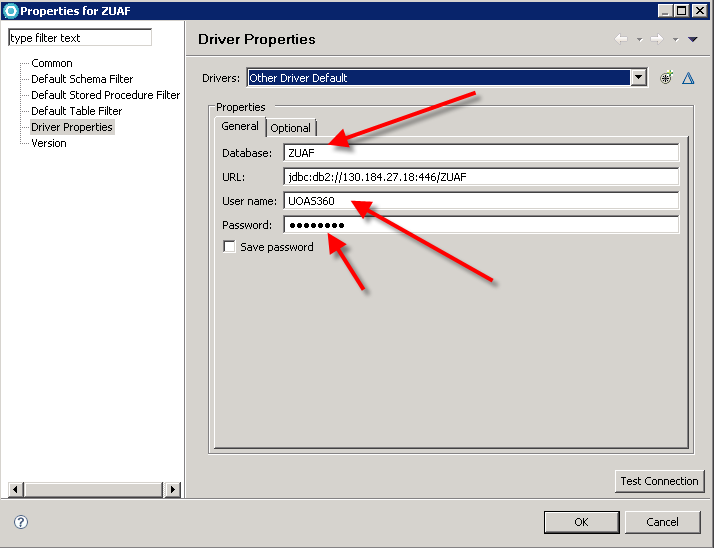 Properties for ZUAF
type filter text
Common
Default Schema Filter
Default Stored Procedure Filter
Default Table Filter
Driver Properties
Version
Driver Properties
Drivers: Other Driver Default
Properties
General Optional
Database: ZUAF
URL: jdbc:db2://130.184.27.18:446/ZUAF
User name: UOAS360
Password: ●●●●●●●●
Save password
Test Connection
? OK Cancel